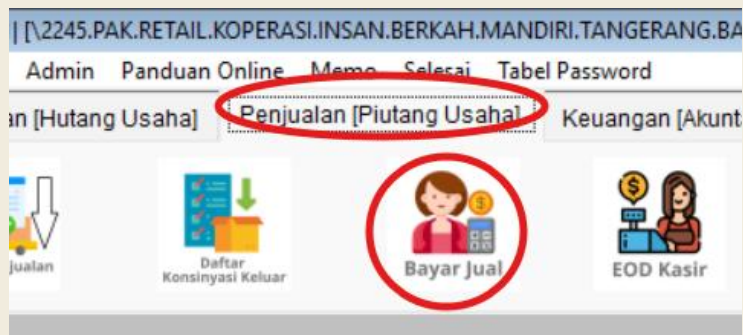 | [\2245.PAK.RETAIL.KOPERASI.INSAN.BERKAH.MANDIRI.TANGERANG.BA
Admin Panduan Online Memo Selesai Tabel Password
an [Hutang Usaha] Penjualan [Piutang Usaha] Keuangan [Akunt
jualan
Daftar
Konsinyasi Keluar
Bayar Jual
EOD Kasir